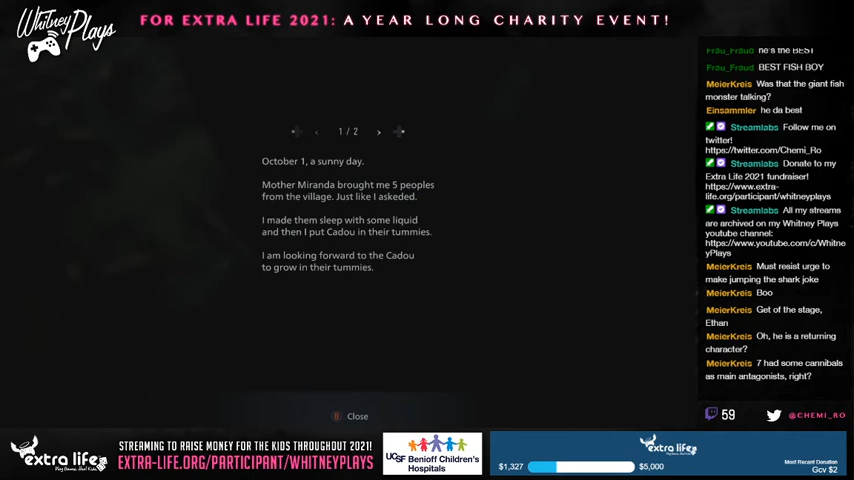 Whitney Plays
FOR EXTRA LIFE 2021: A YEAR LONG CHARITY EVENT!
1 / 2
October 1, a sunny day.
Mother Miranda brought me 5 peoples
from the village. Just like I askeded.
I made them sleep with some liquid
and then I put Cadou in their tummies.
I am looking forward to the Cadou
to grow in their tummies.
B Close
Frau_Fraud he's the BEST
Frau_Fraud BEST FISH BOY
MeierKreis Was that the giant fish
monster talking?
Einsammler he da best
Streamlabs Follow me on
twitter!
https://twitter.com/Chemi_Ro
Streamlabs Donate to my
Extra Life 2021 fundraiser!
https://www.extra-
life.org/participant/whitneyplays
Streamlabs All my streams
are archived on my Whitney Plays
youtube channel:
https://www.youtube.com/c/Whitne
yPlays
MeierKreis Must resist urge to
make jumping the shark joke
MeierKreis Boo
MeierKreis Get of the stage,
Ethan
MeierKreis Oh, he is a returning
character?
MeierKreis 7 had some cannibals
as main antagonists, right?
59
@CHEMI_RO
extra life
Play Games. Heal Kids.
STREAMING TO RAISE MONEY FOR THE KIDS THROUGHOUT 2021!
EXTRA-LIFE.ORG/PARTICIPANT/WHITNEYPLAYS
UCSF Benioff Children's
Hospitals
extra life
$1,327
$5,000
Most Recent Donation
Gcv $2